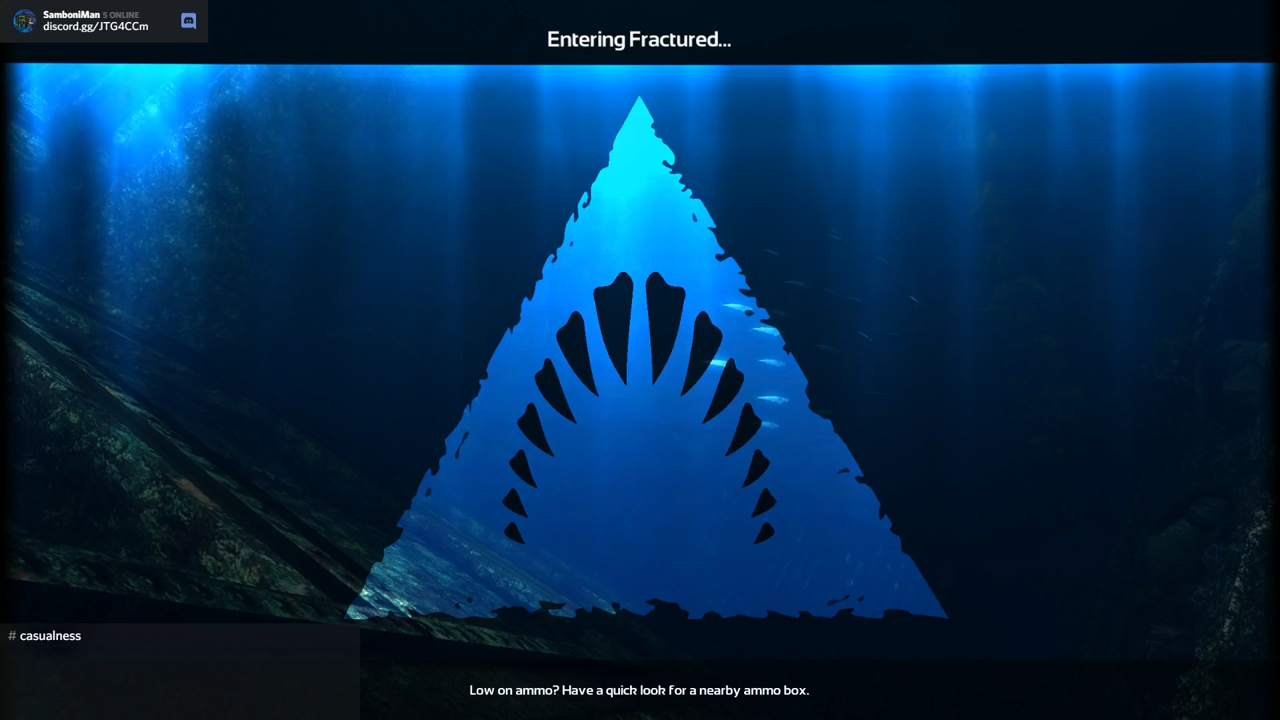 SamboniMan 5 ONLINE
discord.gg/JTG4CCm
Entering Fractured...
# casualness
Low on ammo? Have a quick look for a nearby ammo box.